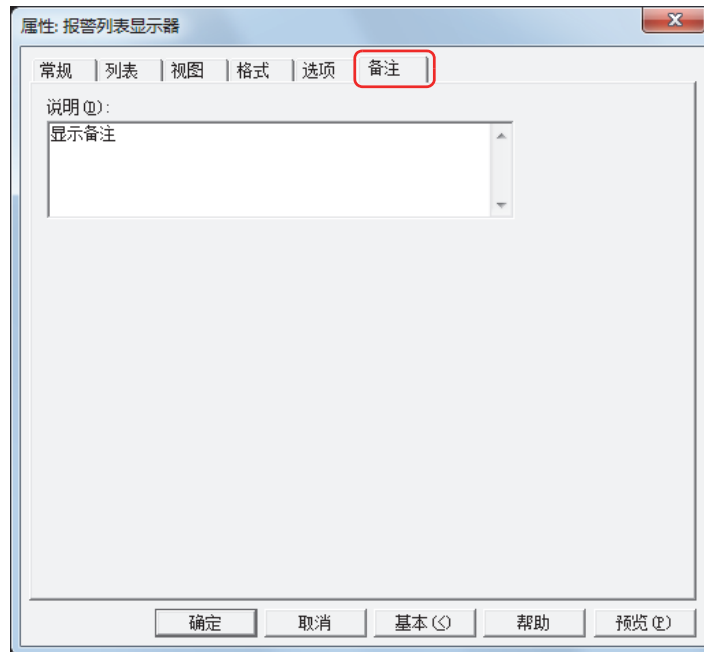 属性: 报警列表显示器
常规 列表 视图 格式 选项 备注
说明(D):
显示备注
确定 取消 基本(<) 帮助 预览(P)